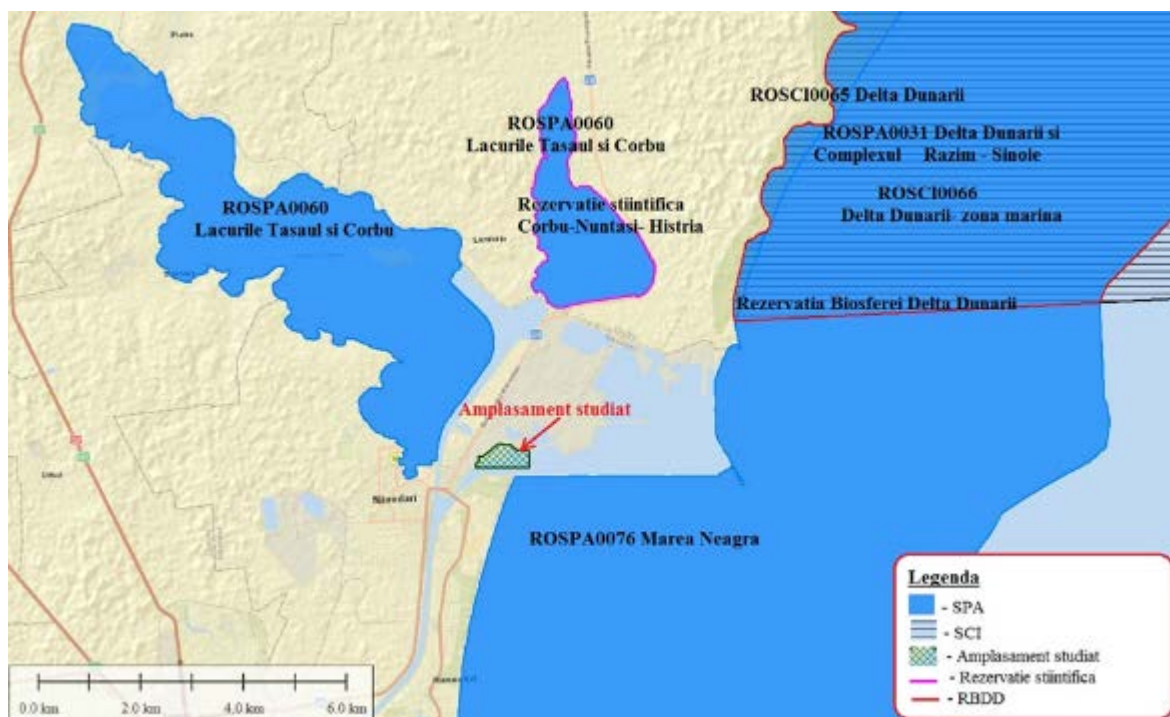 ROSCI0065 Delta Dunarii
ROSPA0060
Lacurile Tasaul si Corbu
ROSPA0031 Delta Dunarii si
Complexul Razim - Sinoie
ROSPA0060
Lacurile Tasaul si Corbu
Rezervatie stiintifica
Corbu-Nuntasi- Histria
ROSCI0066
Delta Dunarii- zona marina
Rezervatia Biosferei Delta Dunarii
Amplasament studiat
Năvodari
ROSPA0076 Marea Neagra
Legenda
- SPA
- SCI
- Amplasament studiat
- Rezervatie stiintifica
- RBDD
0.0 km 2.0 km 4.0 km 6.0 km